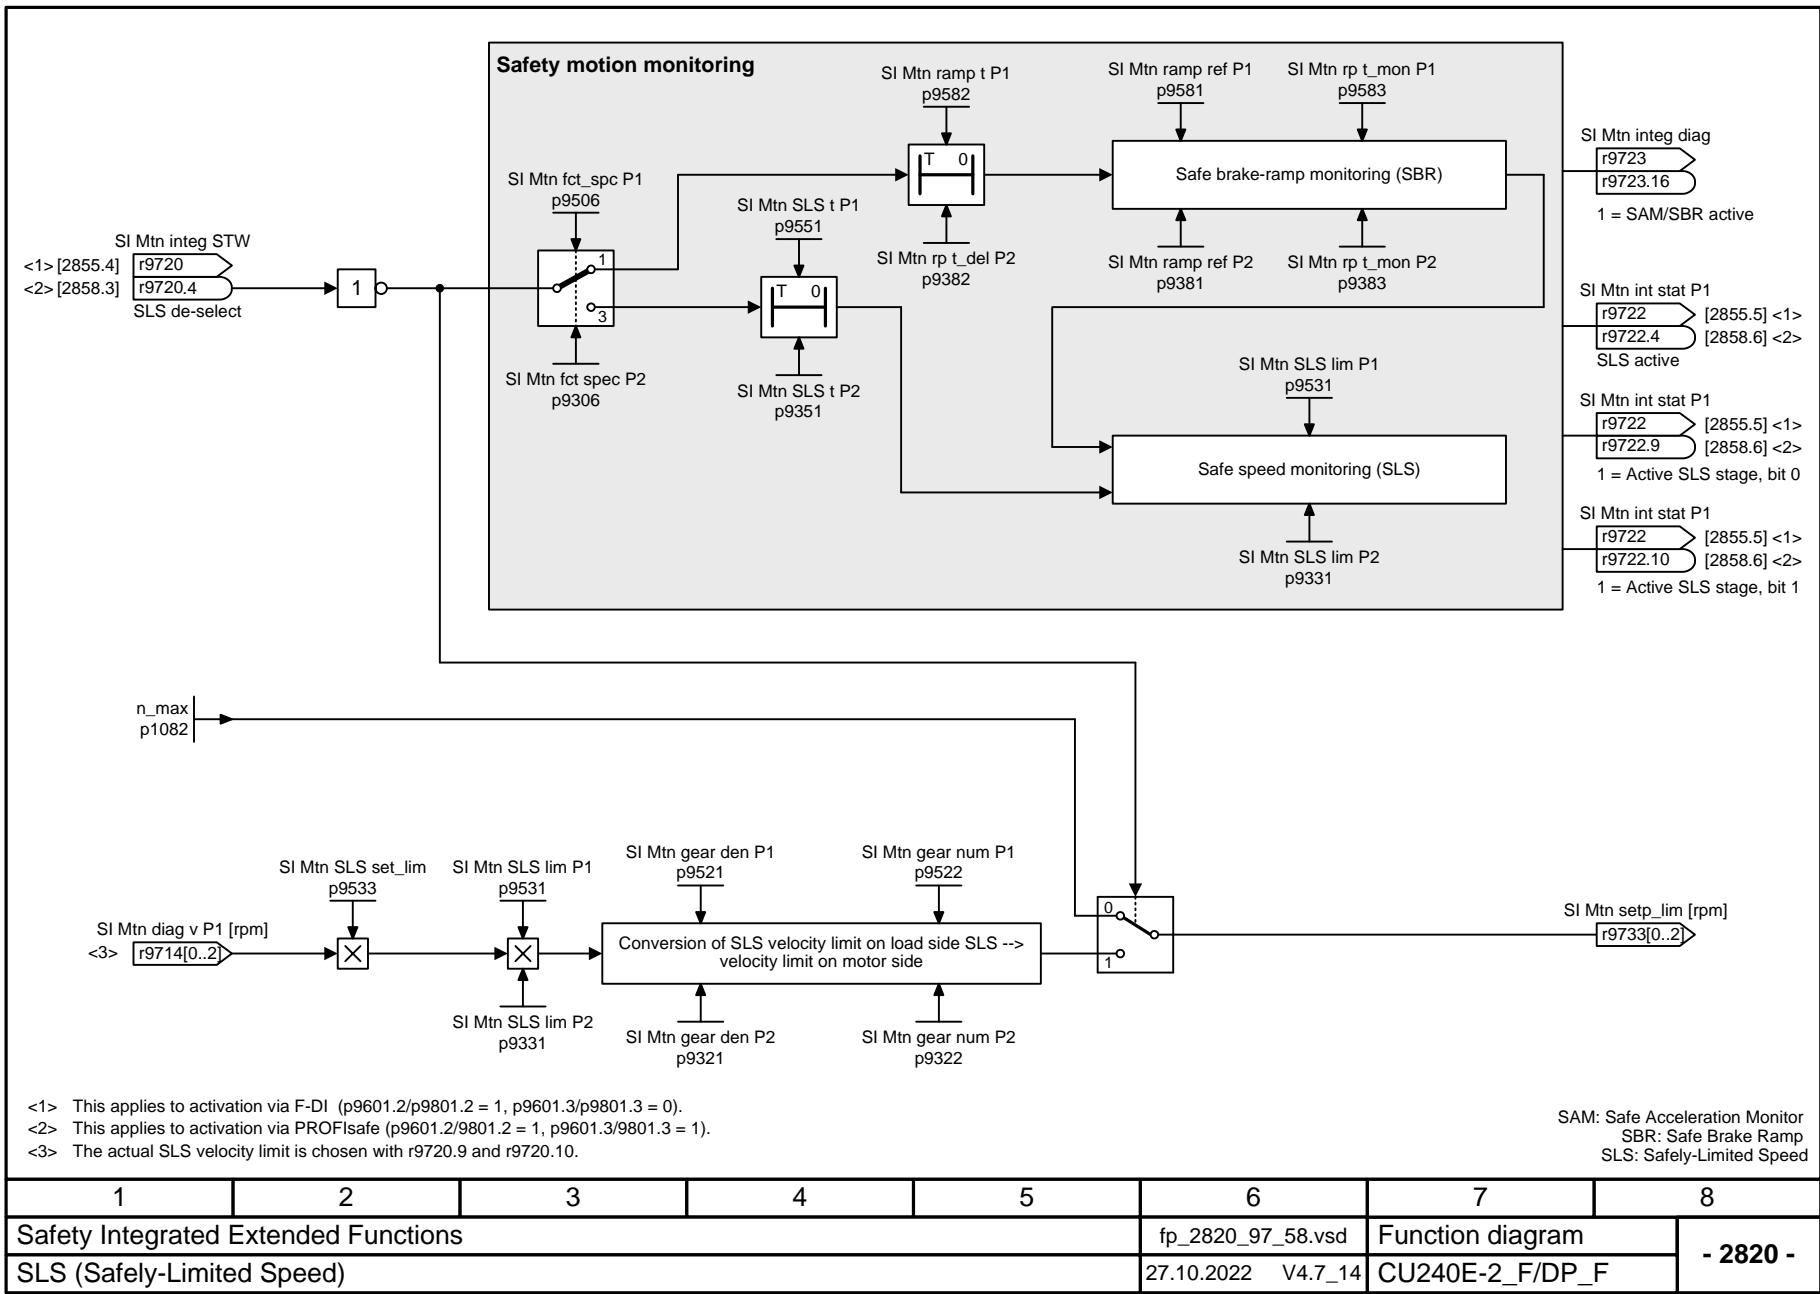 Safety motion monitoring
SI Mtn ramp t P1
p9582
SI Mtn ramp ref P1
p9581
SI Mtn rp t_mon P1
p9583
SI Mtn integ diag
r9723
r9723.16
1 = SAM/SBR active
T 0
Safe brake-ramp monitoring (SBR)
SI Mtn fct_spc P1
p9506
SI Mtn SLS t P1
p9551
SI Mtn rp t_del P2
p9382
SI Mtn ramp ref P2
p9381
SI Mtn rp t_mon P2
p9383
SI Mtn integ STW
<1> [2855.4] r9720
<2> [2858.3] r9720.4
SLS de-select
1
1
3
T 0
SI Mtn int stat P1
r9722 [2855.5] <1>
r9722.4 [2858.6] <2>
SLS active
SI Mtn fct spec P2
p9306
SI Mtn SLS t P2
p9351
SI Mtn SLS lim P1
p9531
SI Mtn int stat P1
r9722 [2855.5] <1>
r9722.9 [2858.6] <2>
1 = Active SLS stage, bit 0
Safe speed monitoring (SLS)
SI Mtn int stat P1
r9722 [2855.5] <1>
r9722.10 [2858.6] <2>
1 = Active SLS stage, bit 1
SI Mtn SLS lim P2
p9331
n_max
p1082
SI Mtn SLS set_lim
p9533
SI Mtn SLS lim P1
p9531
SI Mtn gear den P1
p9521
SI Mtn gear num P1
p9522
SI Mtn diag v P1 [rpm]
<3> r9714[0..2]
Conversion of SLS velocity limit on load side SLS -->
velocity limit on motor side
0
1
SI Mtn setp_lim [rpm]
r9733[0..2]
SI Mtn SLS lim P2
p9331
SI Mtn gear den P2
p9321
SI Mtn gear num P2
p9322
<1> This applies to activation via F-DI (p9601.2/p9801.2 = 1, p9601.3/p9801.3 = 0).
<2> This applies to activation via PROFIsafe (p9601.2/9801.2 = 1, p9601.3/9801.3 = 1).
<3> The actual SLS velocity limit is chosen with r9720.9 and r9720.10.
SAM: Safe Acceleration Monitor
SBR: Safe Brake Ramp
SLS: Safely-Limited Speed
1 2 3 4 5 6 7 8
Safety Integrated Extended Functions
fp_2820_97_58.vsd
Function diagram
- 2820 -
SLS (Safely-Limited Speed)
27.10.2022 V4.7_14
CU240E-2_F/DP_F